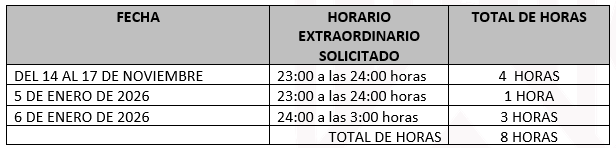 FECHA HORARIO EXTRAORDINARIO SOLICITADO TOTAL DE HORAS
DEL 14 AL 17 DE NOVIEMBRE 23:00 a las 24:00 horas 4 HORAS
5 DE ENERO DE 2026 23:00 a las 24:00 horas 1 HORA
6 DE ENERO DE 2026 24:00 a las 3:00 horas 3 HORAS
TOTAL DE HORAS 8 HORAS